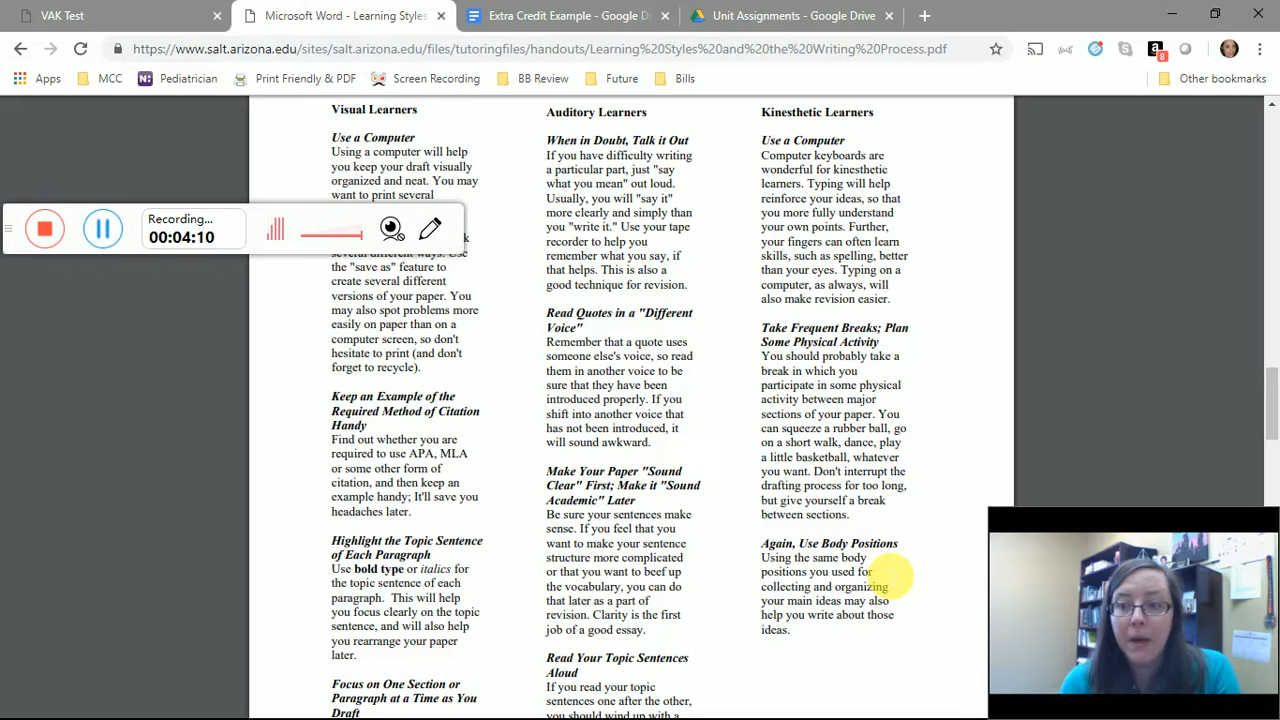 VAK Test
Microsoft Word - Learning Styles
Extra Credit Example - Google D
Unit Assignments - Google Drive
https://www.salt.arizona.edu/sites/salt.arizona.edu/files/tutoringfiles/handouts/Learning%20Styles%20and%20the%20Writing%20Process.pdf
8
Apps
MCC
Pediatrician
Print Friendly & PDF
Screen Recording
BB Review
Future
Bills
Other bookmarks
Recording...
00:04:10
Visual Learners
Use a Computer
Using a computer will help
you keep your draft visually
organized and neat. You may
want to print several
several different ways. Use
the "save as" feature to
create several different
versions of your paper. You
may also spot problems more
easily on paper than on a
computer screen, so don't
hesitate to print (and don't
forget to recycle).
Keep an Example of the
Required Method of Citation
Handy
Find out whether you are
required to use APA, MLA
or some other form of
citation, and then keep an
example handy; It'll save you
headaches later.
Highlight the Topic Sentence
of Each Paragraph
Use bold type or italics for
the topic sentence of each
paragraph. This will help
you focus clearly on the topic
sentence, and will also help
you rearrange your paper
later.
Focus on One Section or
Paragraph at a Time as You
Draft
Auditory Learners
When in Doubt, Talk it Out
If you have difficulty writing
a particular part, just "say
what you mean" out loud.
Usually, you will "say it"
more clearly and simply than
you "write it." Use your tape
recorder to help you
remember what you say, if
that helps. This is also a
good technique for revision.
Read Quotes in a "Different
Voice"
Remember that a quote uses
someone else's voice, so read
them in another voice to be
sure that they have been
introduced properly. If you
shift into another voice that
has not been introduced, it
will sound awkward.
Make Your Paper "Sound
Clear" First; Make it "Sound
Academic" Later
Be sure your sentences make
sense. If you feel that you
want to make your sentence
structure more complicated
or that you want to beef up
the vocabulary, you can do
that later as a part of
revision. Clarity is the first
job of a good essay.
Read Your Topic Sentences
Aloud
If you read your topic
sentences one after the other,
you should wind up with a
Kinesthetic Learners
Use a Computer
Computer keyboards are
wonderful for kinesthetic
learners. Typing will help
reinforce your ideas, so that
you more fully understand
your own points. Further,
your fingers can often learn
skills, such as spelling, better
than your eyes. Typing on a
computer, as always, will
also make revision easier.
Take Frequent Breaks; Plan
Some Physical Activity
You should probably take a
break in which you
participate in some physical
activity between major
sections of your paper. You
can squeeze a rubber ball, go
on a short walk, dance, play
a little basketball, whatever
you want. Don't interrupt the
drafting process for too long,
but give yourself a break
between sections.
Again, Use Body Positions
Using the same body
positions you used for
collecting and organizing
your main ideas may also
help you write about those
ideas.